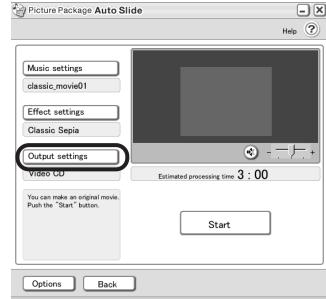 Picture Package Auto Slide
Help ?
Music settings
classic_movie01
Effect settings
Classic Sepia
Output settings
Video CD
You can make an original movie.
Push the "Start" button.
- +
Estimated processing time 3 : 00
Start
Options Back